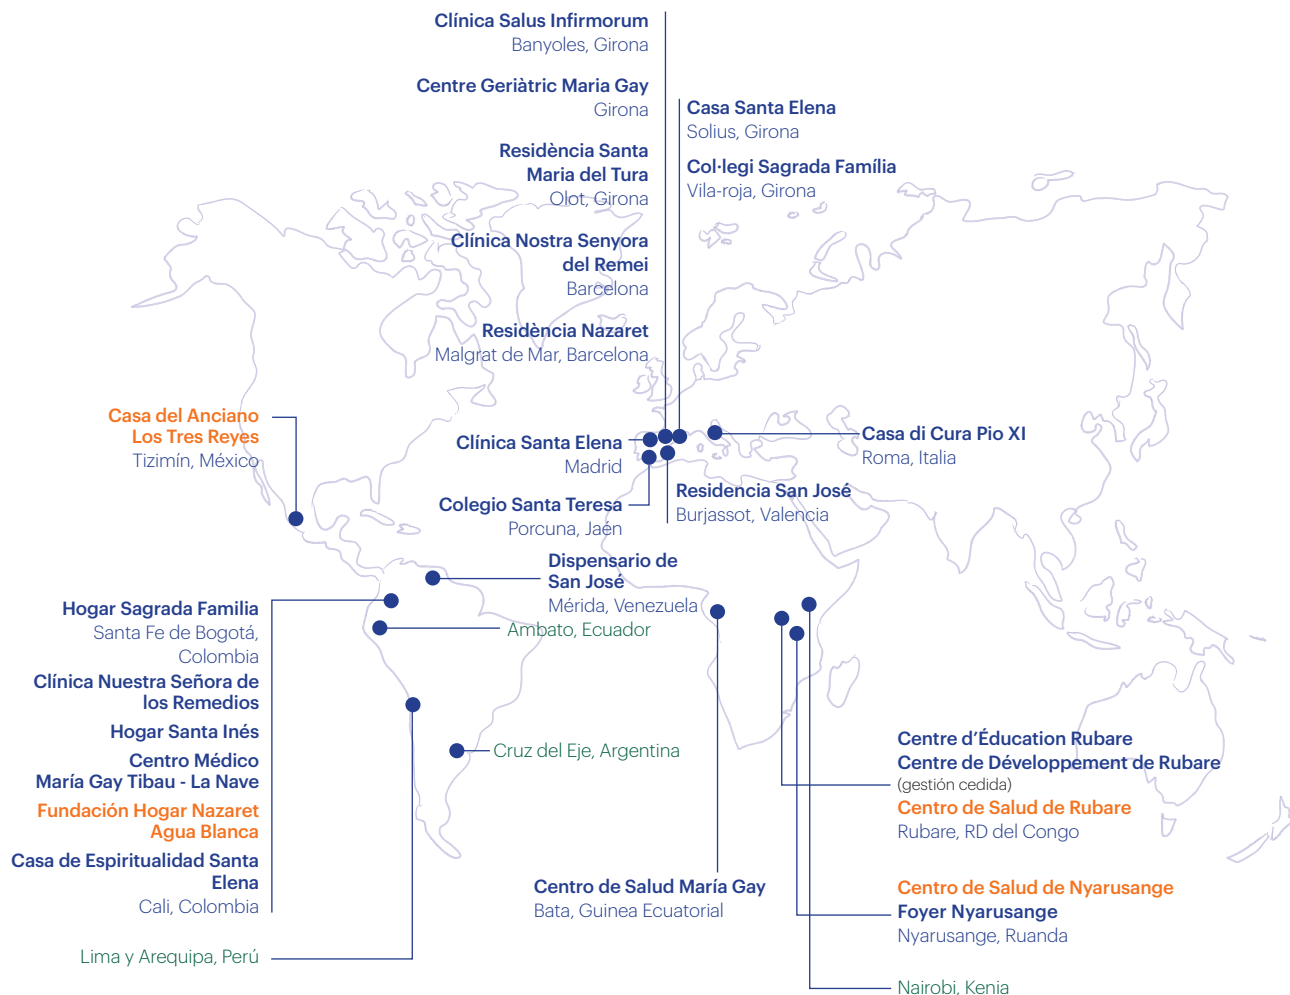 Clínica Salus Infirmorum
Banyoles, Girona
Centre Geriàtric Maria Gay
Girona
Residència Santa
Maria del Tura
Olot, Girona
Clínica Nostra Senyora
del Remei
Barcelona
Residència Nazaret
Malgrat de Mar, Barcelona
Casa Santa Elena
Solius, Girona
Col·legi Sagrada Família
Vila-roja, Girona
Casa del Anciano
Los Tres Reyes
Tizimín, México
Clínica Santa Elena
Madrid
Colegio Santa Teresa
Porcuna, Jaén
Casa di Cura Pio XI
Roma, Italia
Residencia San José
Burjassot, Valencia
Dispensario de
San José
Mérida, Venezuela
Ambato, Ecuador
Hogar Sagrada Familia
Santa Fe de Bogotá,
Colombia
Clínica Nuestra Señora de
los Remedios
Hogar Santa Inés
Centro Médico
María Gay Tibau - La Nave
Fundación Hogar Nazaret
Agua Blanca
Casa de Espiritualidad Santa
Elena
Cali, Colombia
Lima y Arequipa, Perú
Cruz del Eje, Argentina
Centro de Salud María Gay
Bata, Guinea Ecuatorial
Centre d’Éducation Rubare
Centre de Développement de Rubare
(gestión cedida)
Centro de Salud de Rubare
Rubare, RD del Congo
Centro de Salud de Nyarusange
Foyer Nyarusange
Nyarusange, Ruanda
Nairobi, Kenia